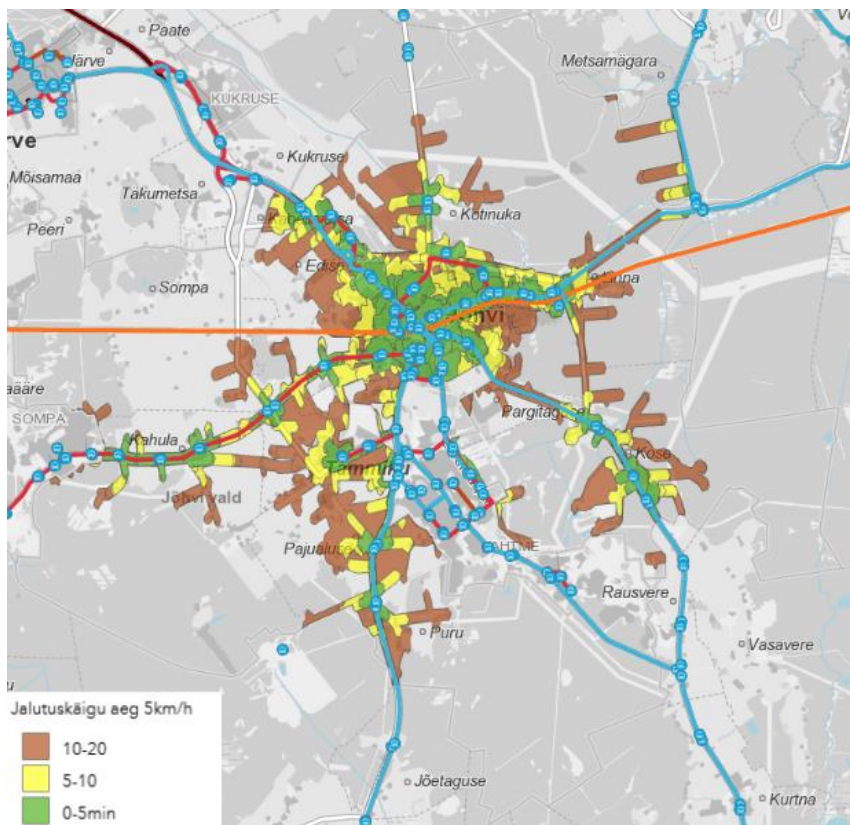 Paate
Järve
Metsamägara
KUKRUSE
rve
Kukruse
Mõisamaa
Takumetsa
Kotinuka
Peeri
Edise
Linna
Sompa
Jõhvi
SOMPA
Pargitaguse
Kahula
Kose
Tammiku
Jõhvi vald
Pajualuse
AHTME
Rausvere
Puru
Vasavere
Jalutuskäigu aeg 5km/h
10-20
5-10
0-5min
Jõetaguse
Kurtna